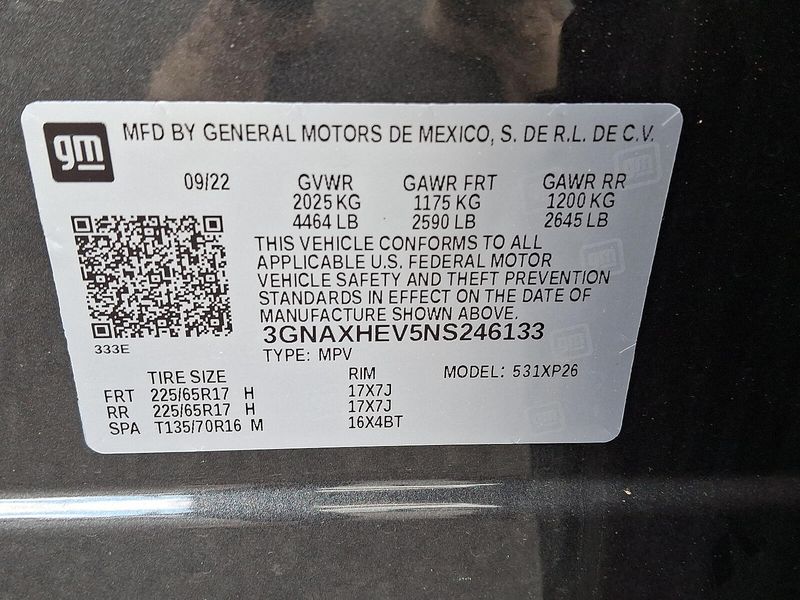 gm MFD BY GENERAL MOTORS DE MEXICO, S. DE R.L. DE C.V.
09/22 GVWR GAWR FRT GAWR RR
2025 KG 1175 KG 1200 KG
4464 LB 2590 LB 2645 LB
THIS VEHICLE CONFORMS TO ALL
APPLICABLE U.S. FEDERAL MOTOR
VEHICLE SAFETY AND THEFT PREVENTION
STANDARDS IN EFFECT ON THE DATE OF
MANUFACTURE SHOWN ABOVE.
3GNAXHEV5NS246133
333E
TYPE: MPV
TIRE SIZE RIM MODEL: 531XP26
FRT 225/65R17 H 17X7J
RR 225/65R17 H 17X7J
SPA T135/70R16 M 16X4BT